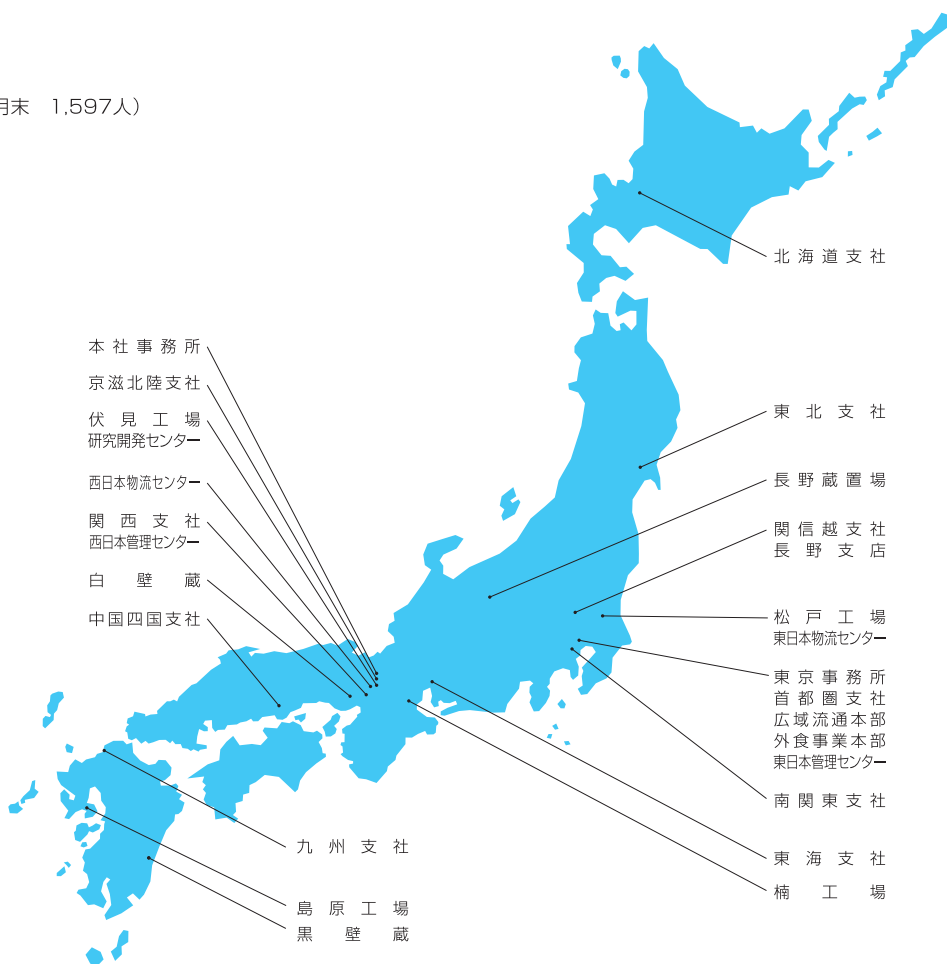 月末 1,597人）
北海道支社
本社事務所
京滋北陸支社
伏見工場
研究開発センター
西日本物流センター
関西支社
西日本管理センター
白壁蔵
中国四国支社
東北支社
長野蔵置場
関信越支社
長野支店
松戸工場
東日本物流センター
東京事務所
首都圏支社
広域流通本部
外食事業本部
東日本管理センター
南関東支社
東海支社
楠工場
九州支社
島原工場
黒壁蔵